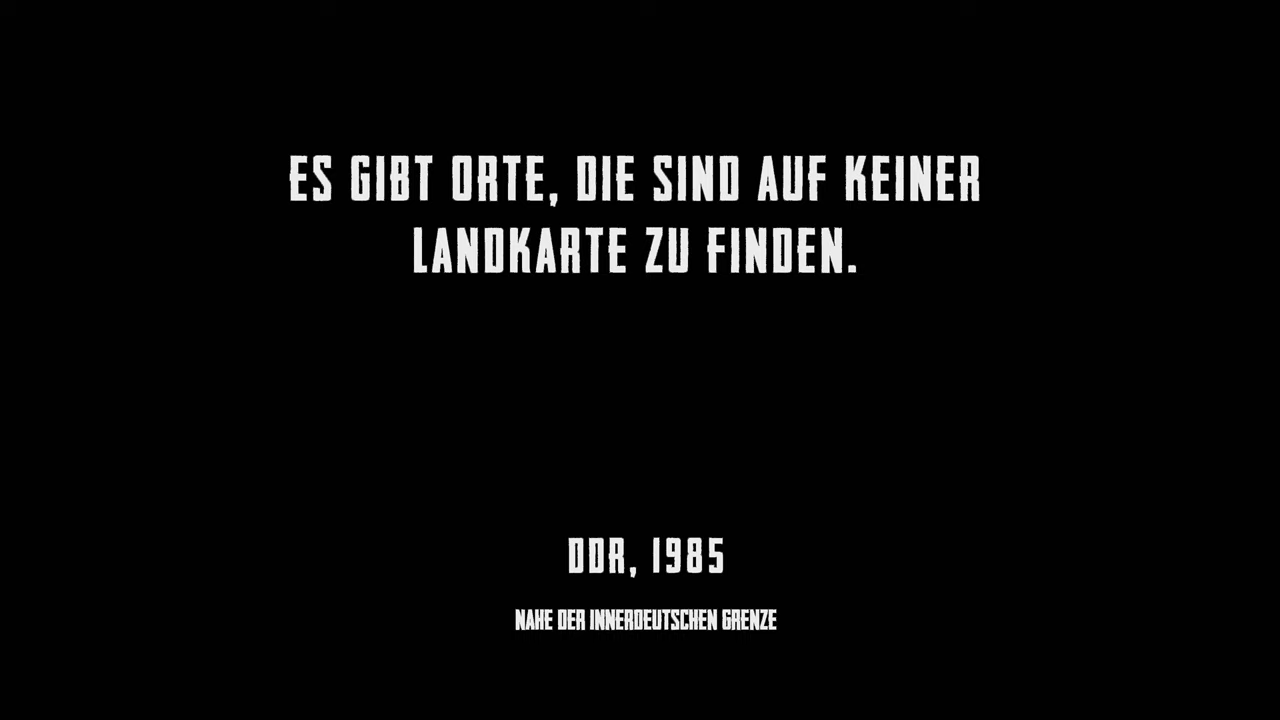 ES GIBT ORTE, DIE SIND AUF KEINER
LANDKARTE ZU FINDEN.
DDR, 1985
NAHE DER INNERDEUTSCHEN GRENZE